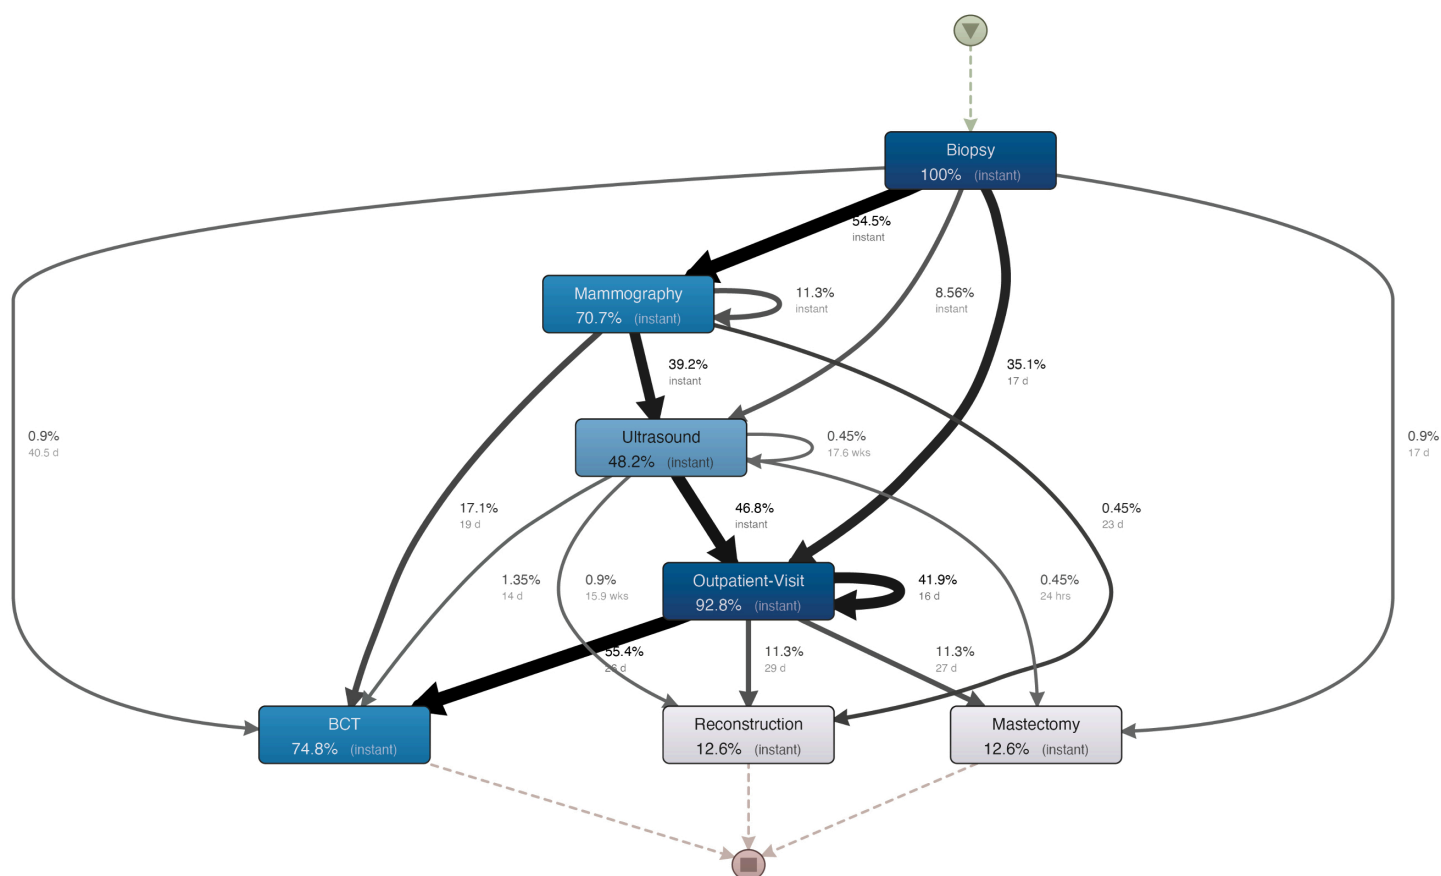 Biopsy
100% (instant)
54.5%
instant
Mammography
70.7% (instant)
11.3%
instant
8.56%
instant
39.2%
instant
35.1%
17 d
0.9%
40.5 d
Ultrasound
48.2% (instant)
0.45%
17.6 wks
0.9%
17 d
17.1%
19 d
46.8%
instant
0.45%
23 d
1.35%
14 d
0.9%
15.9 wks
Outpatient-Visit
92.8% (instant)
41.9%
16 d
0.45%
24 hrs
55.4%
26 d
11.3%
29 d
11.3%
27 d
BCT
74.8% (instant)
Reconstruction
12.6% (instant)
Mastectomy
12.6% (instant)